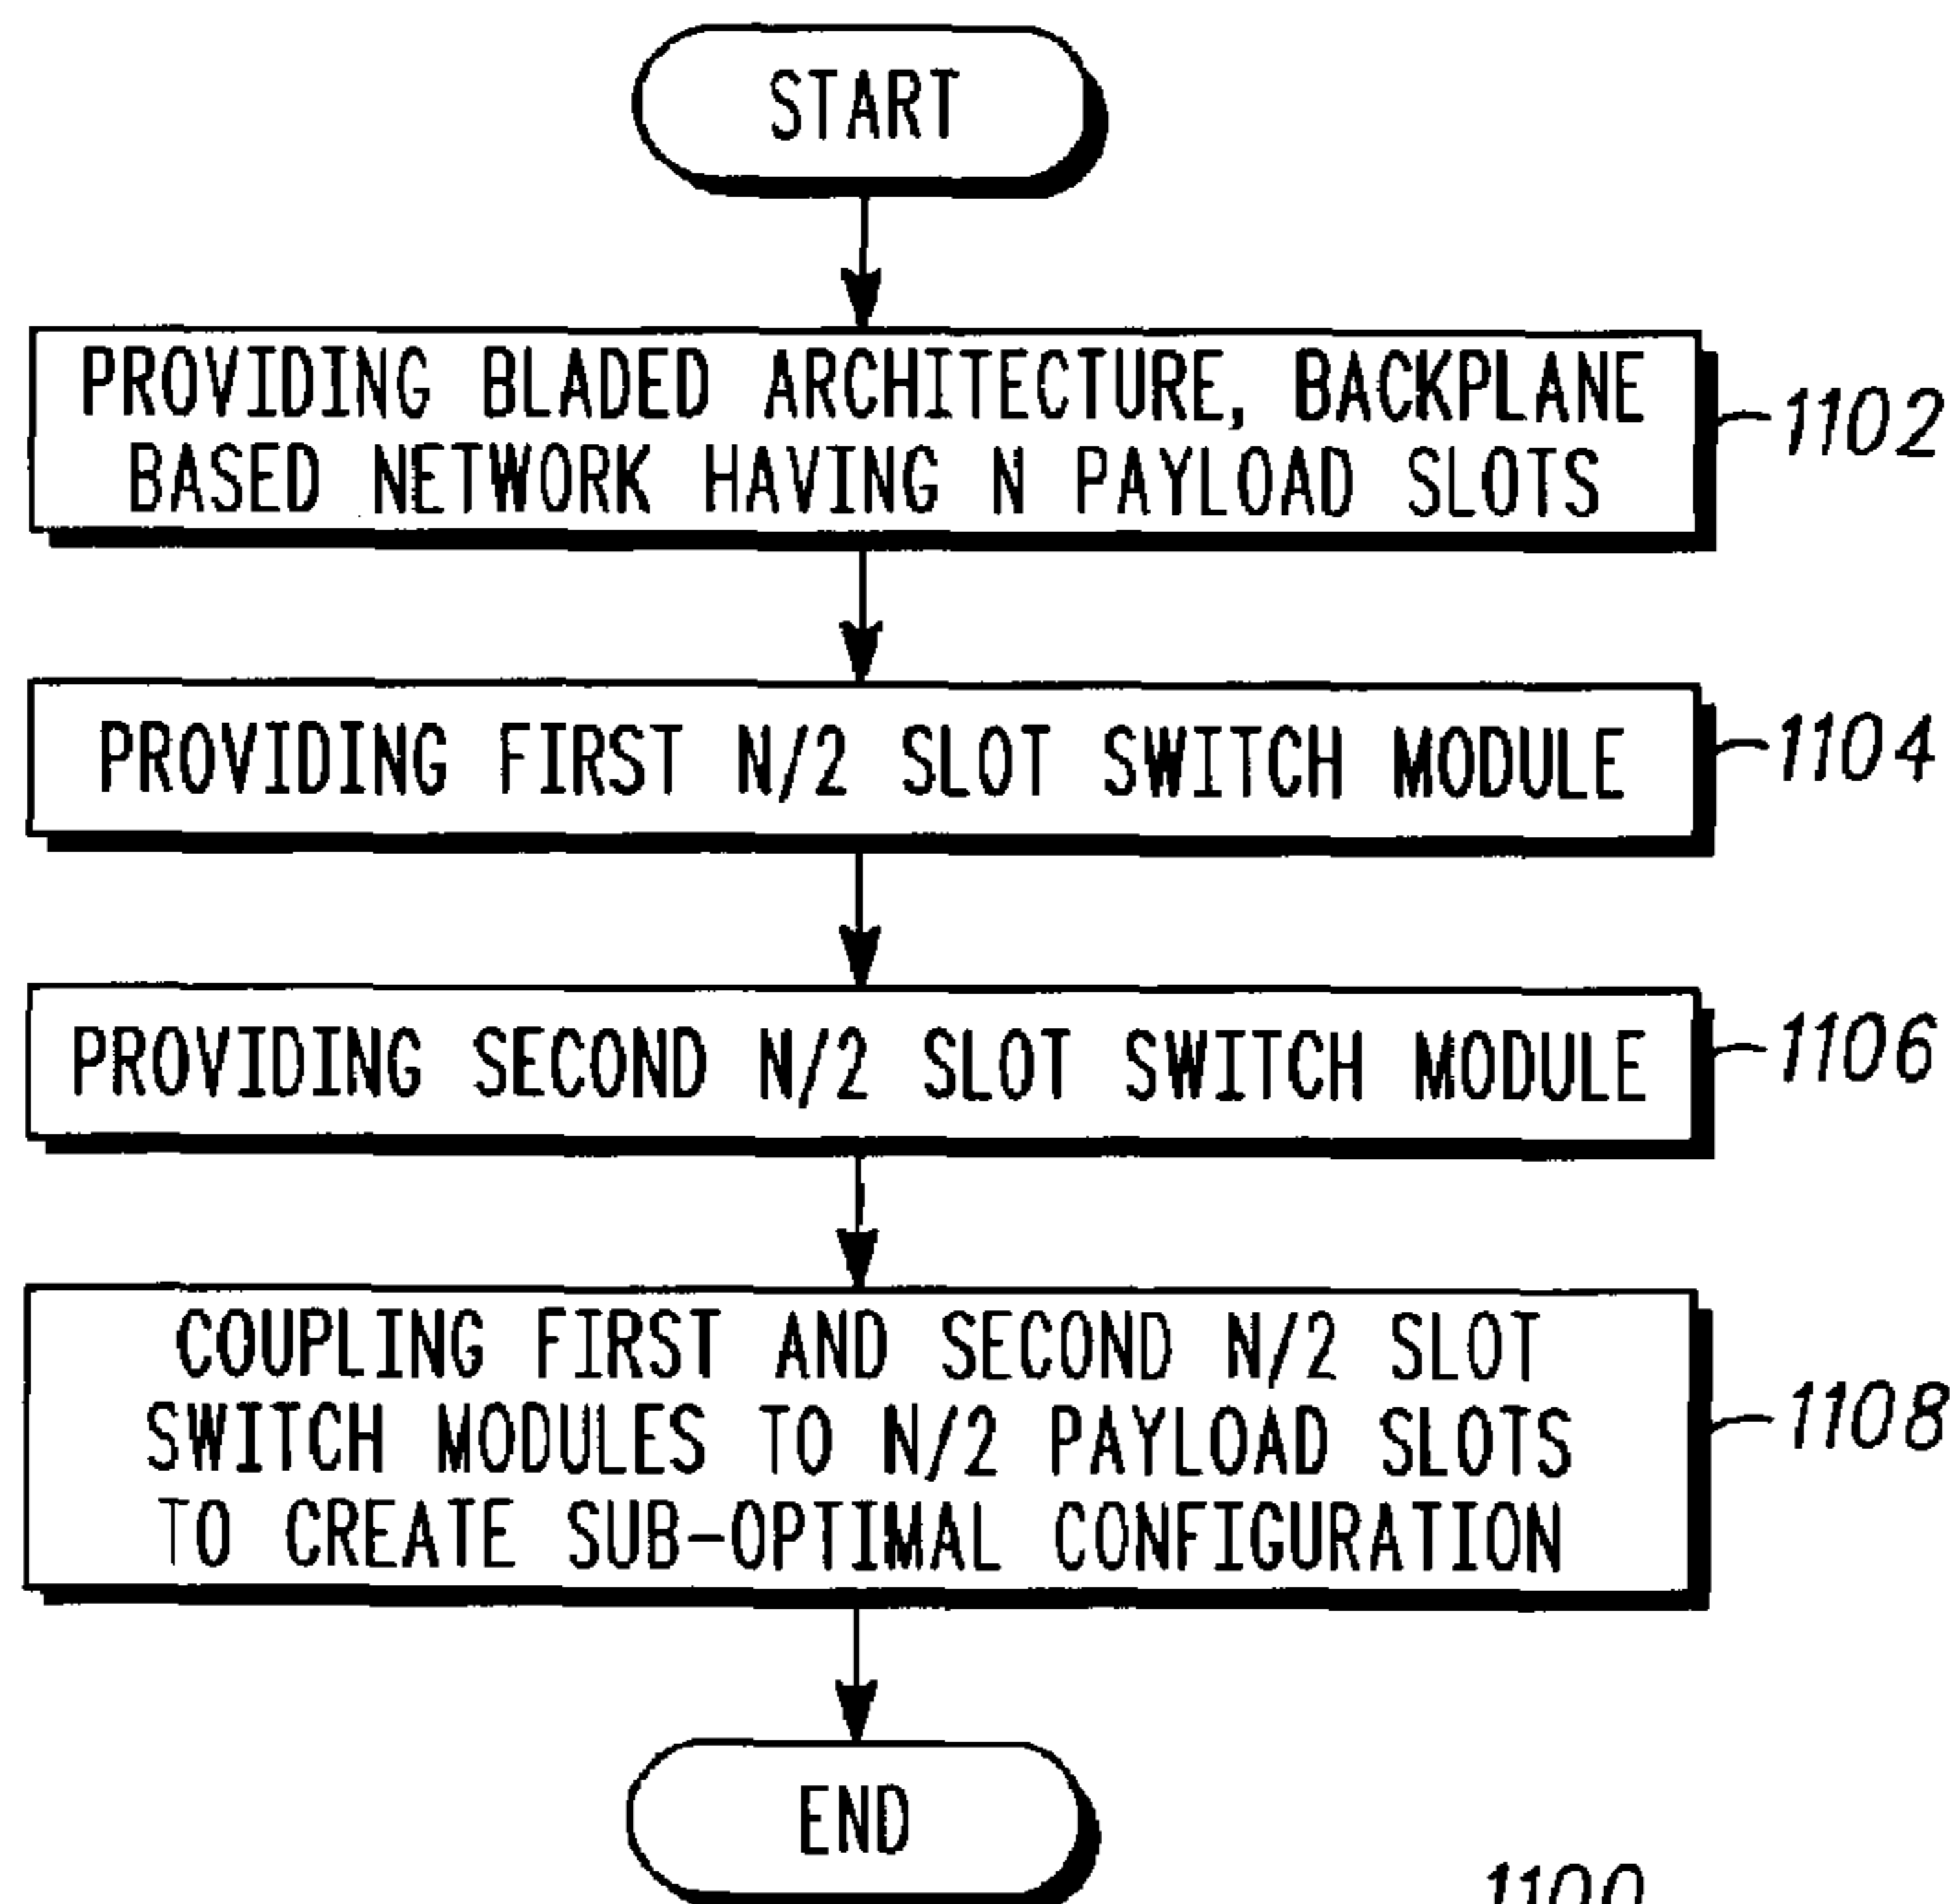 START
PROVIDING BLADED ARCHITECTURE, BACKPLANE
BASED NETWORK HAVING N PAYLOAD SLOTS
1102
PROVIDING FIRST N/2 SLOT SWITCH MODULE
1104
PROVIDING SECOND N/2 SLOT SWITCH MODULE
1106
COUPLING FIRST AND SECOND N/2 SLOT
SWITCH MODULES TO N/2 PAYLOAD SLOTS
TO CREATE SUB-OPTIMAL CONFIGURATION
1108
END
1100